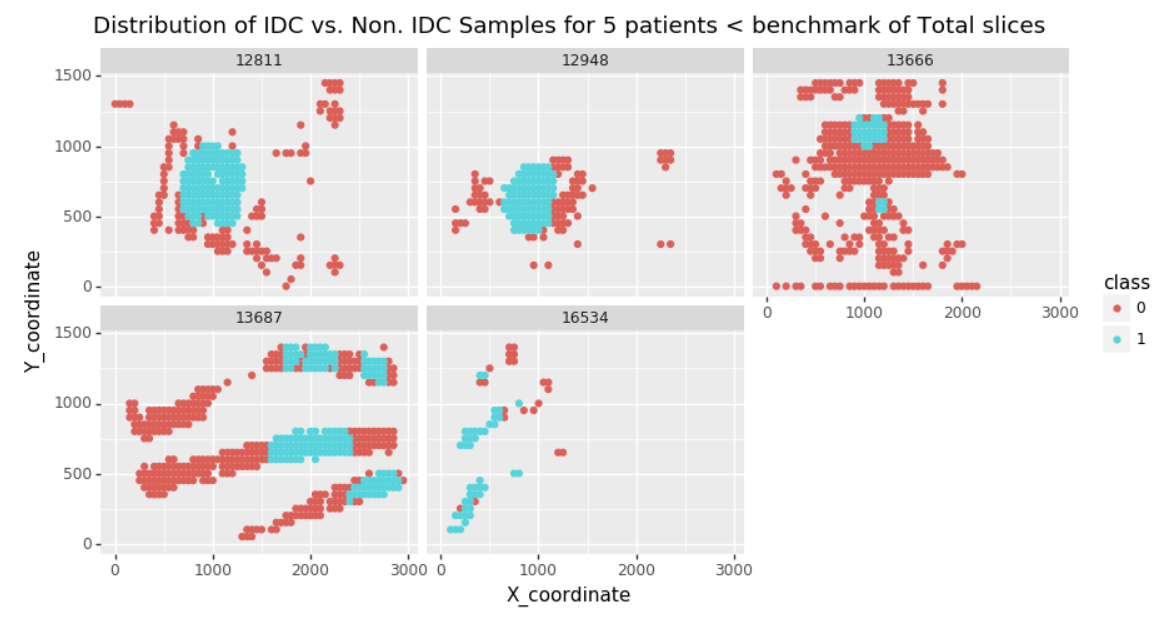 Distribution of IDC vs. Non. IDC Samples for 5 patients < benchmark of Total slices
12811 12948 13666
1500
1000
500
0
0 1000 2000 3000
13687 16534
1500
1000
500
0
0 1000 2000 3000 0 1000 2000 3000
Y_coordinate
X_coordinate
class
0
1